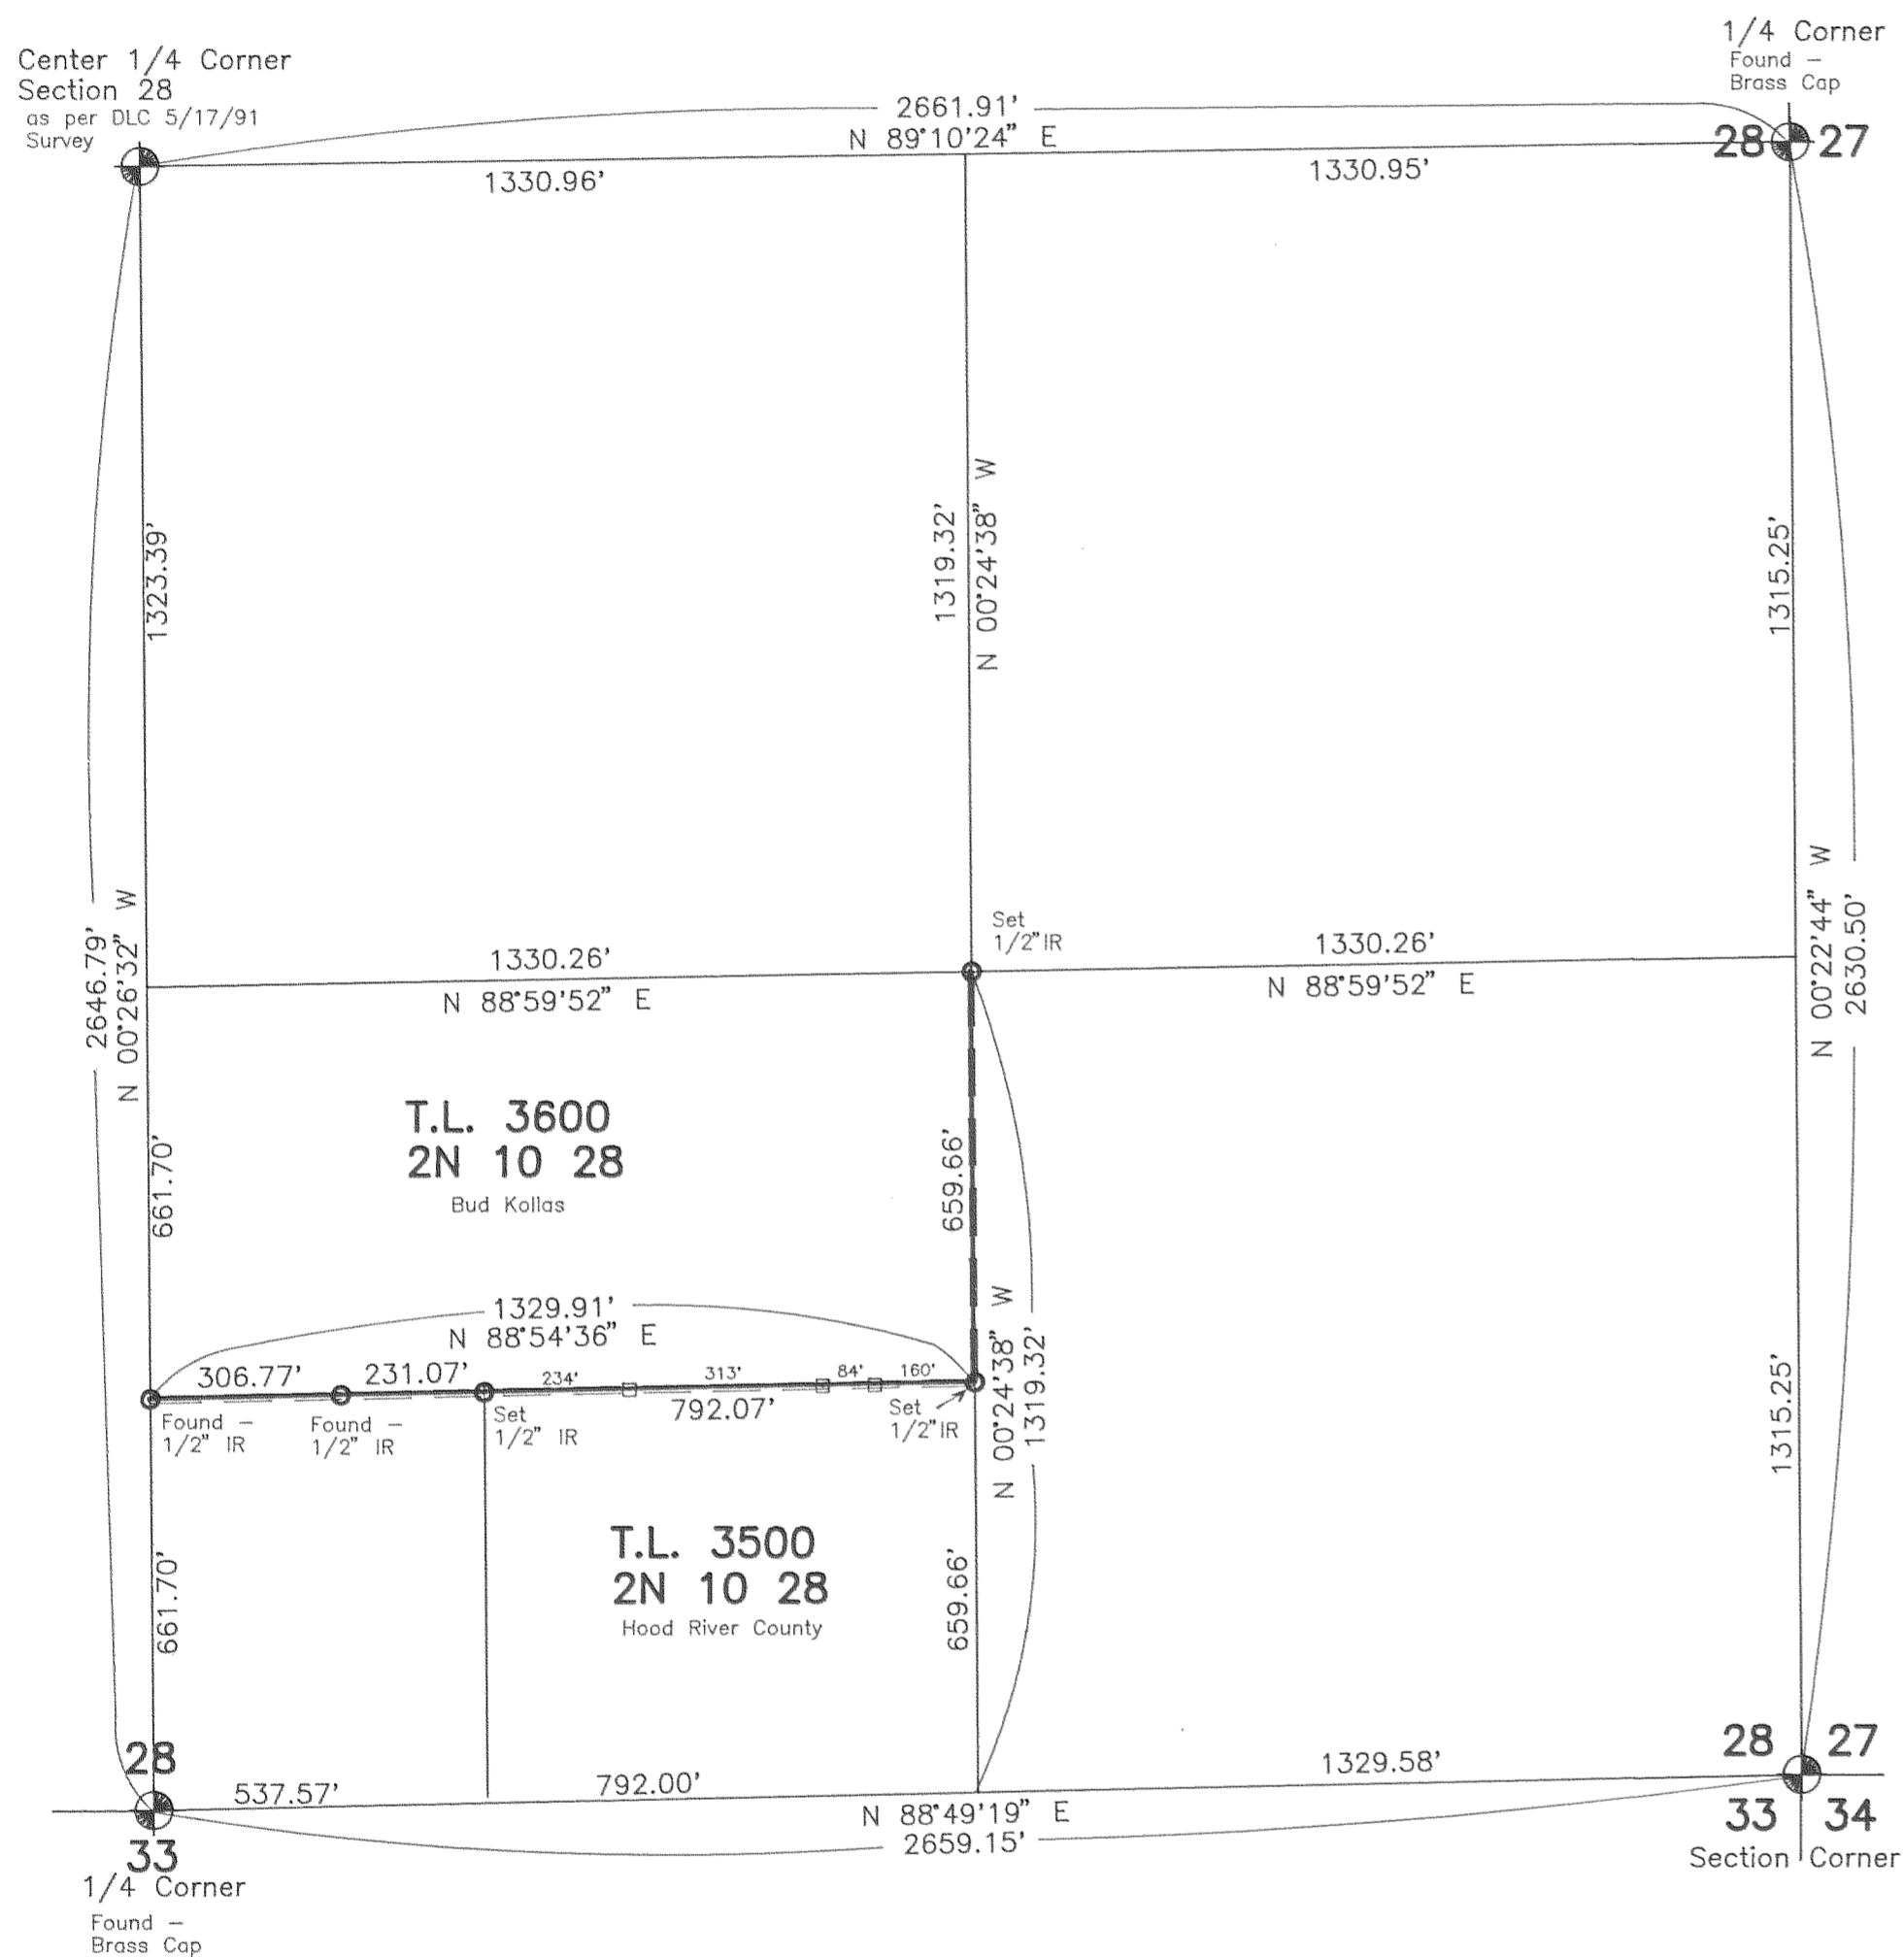 Center 1/4 Corner
Section 28
as per DLC 5/17/91
Survey
1/4 Corner
Found –
Brass Cap
2661.91'
N 89°10'24" E
28 27
1330.96'
1330.95'
1323.39'
1319.32'
N 00°24'38" W
1315.25'
2646.79'
N 00°26'32" W
Set
1/2" IR
1330.26'
N 88°59'52" E
1330.26'
N 88°59'52" E
N 00°22'44" W
2630.50'
T.L. 3600
2N 10 28
Bud Kollas
661.70'
659.66'
1329.91'
N 88°54'36" E
306.77'
231.07'
234'
313'
84'
160'
792.07'
Found –
1/2" IR
Found –
1/2" IR
Set
1/2" IR
Set
1/2" IR
N 00°24'38" W
1319.32'
1315.25'
T.L. 3500
2N 10 28
Hood River County
661.70'
659.66'
28
33
1/4 Corner
Found –
Brass Cap
537.57'
792.00'
1329.58'
N 88°49'19" E
2659.15'
28 27
33 34
Section Corner